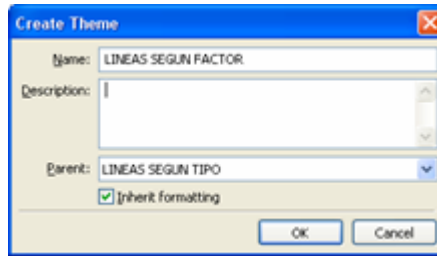 Create Theme
Name: LINEAS SEGUN FACTOR
Description:
Parent: LINEAS SEGUN TIPO
Inherit formatting
OK Cancel